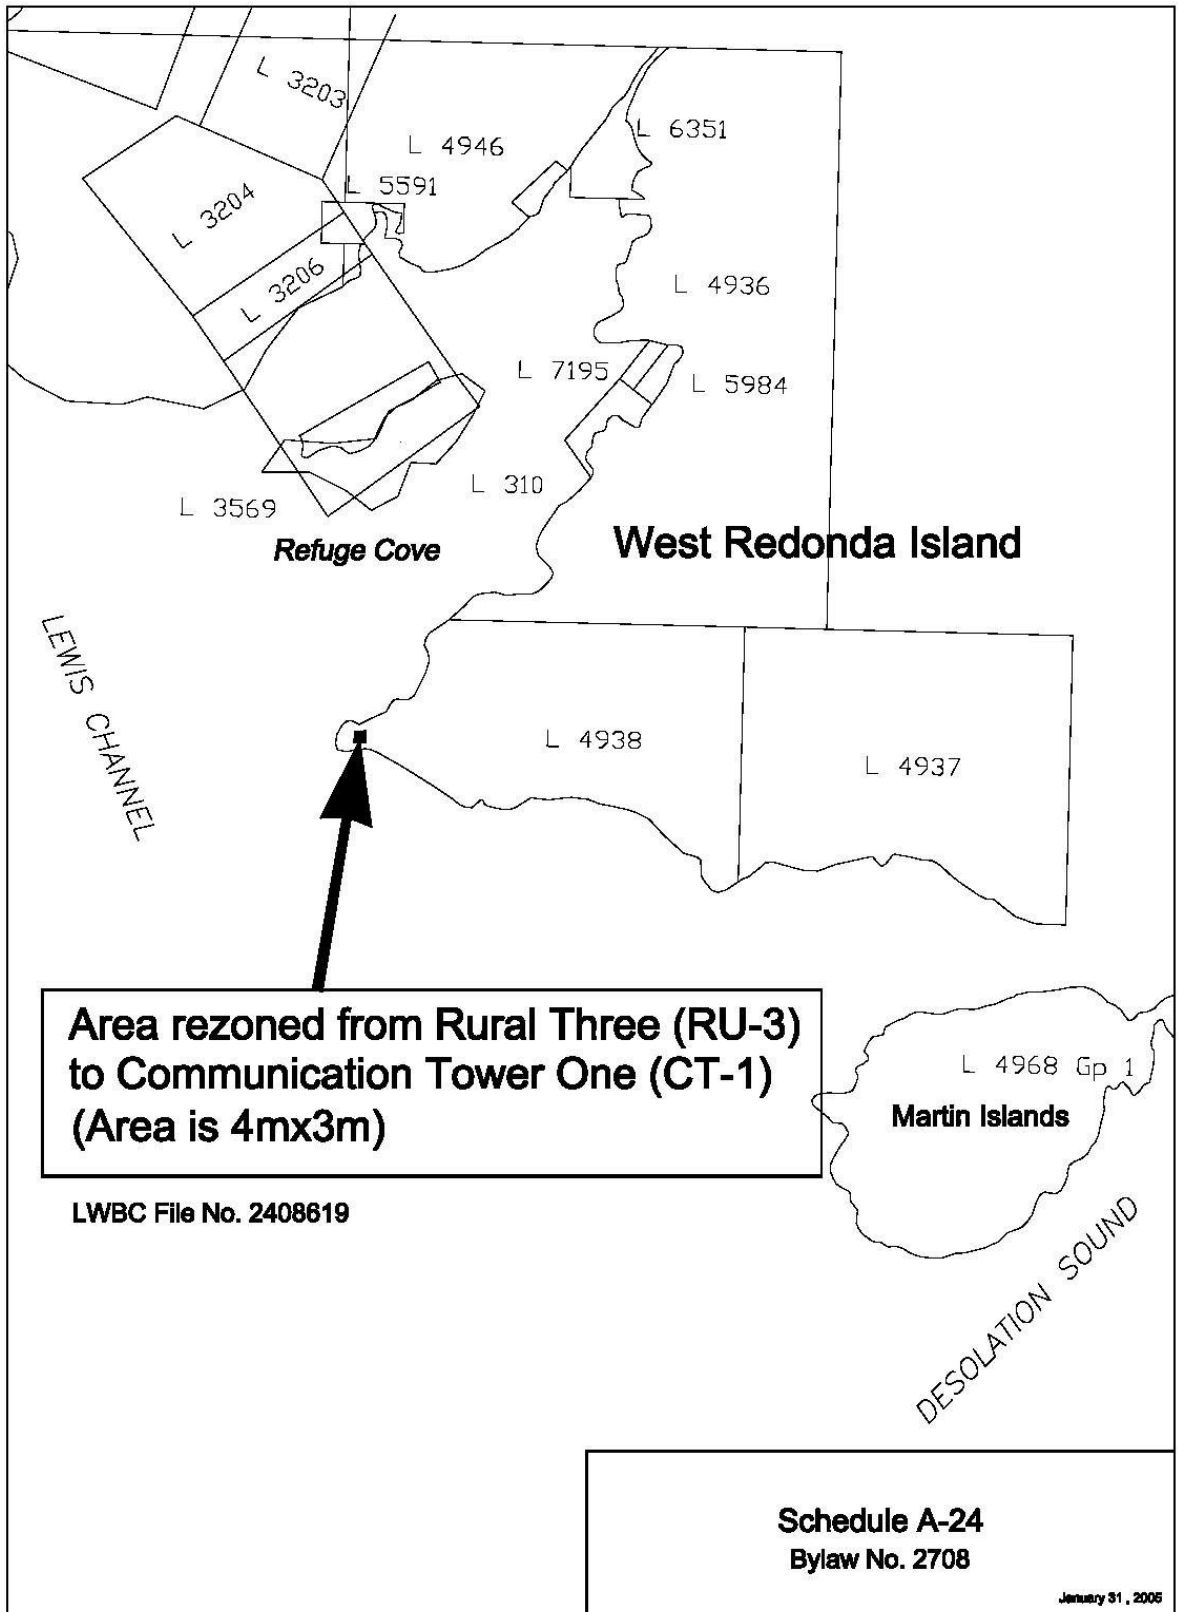 L 3203
L 4946
L 6351
L 5591
L 3204
L 3206
L 4936
L 7195
L 5984
L 310
L 3569
Refuge Cove
West Redonda Island
LEWIS CHANNEL
L 4938
L 4937
Area rezoned from Rural Three (RU-3)
to Communication Tower One (CT-1)
(Area is 4mx3m)
L 4968 Gp 1
Martin Islands
LWBC File No. 2408619
DESOLATION SOUND
Schedule A-24
Bylaw No. 2708
January 31 , 2005